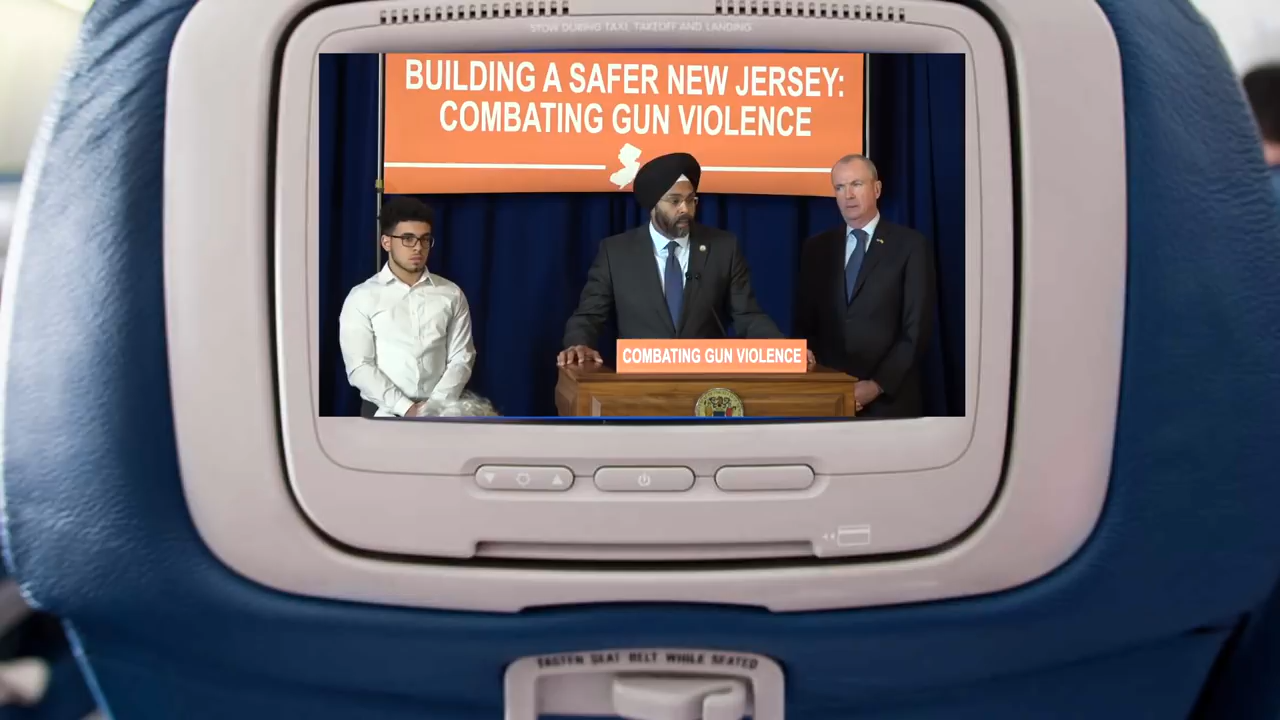 STOW DURING TAXI, TAKEOFF AND LANDING
BUILDING A SAFER NEW JERSEY:
COMBATING GUN VIOLENCE
COMBATING GUN VIOLENCE
FASTEN SEAT BELT WHILE SEATED